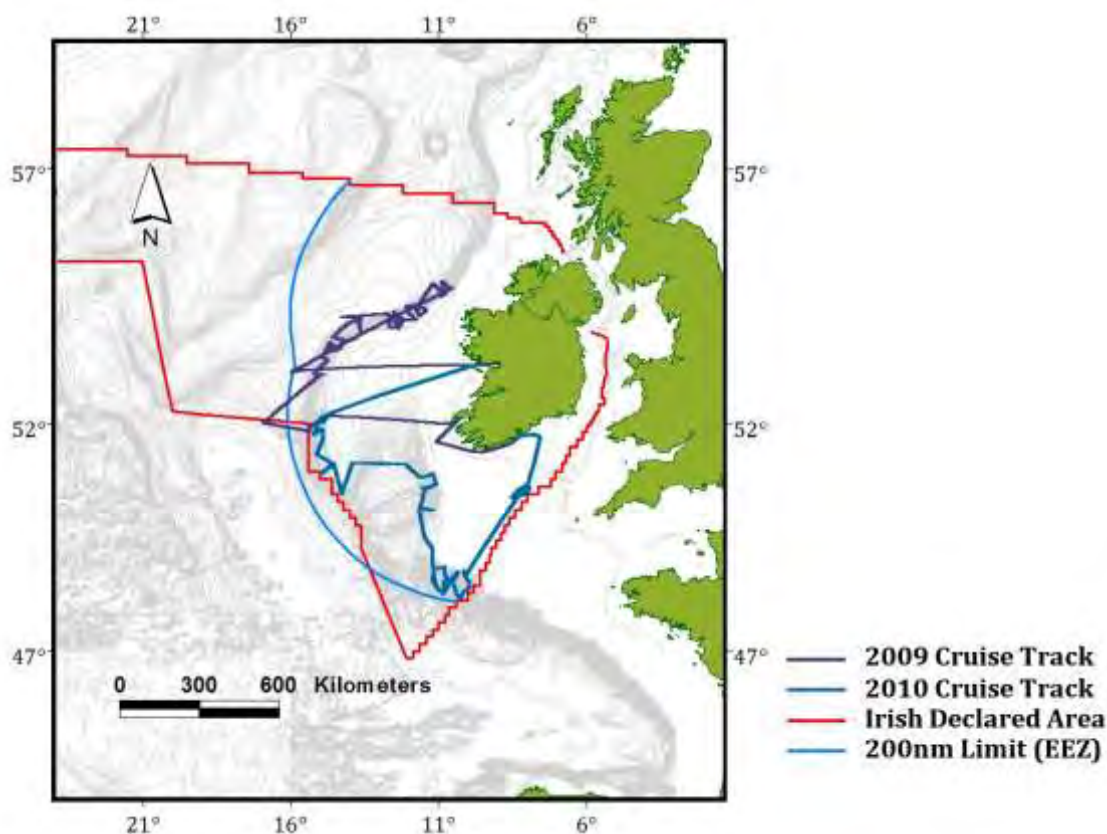 21° 16° 11° 6°
57° 57°
N
52° 52°
47° 47°
0 300 600 Kilometers
2009 Cruise Track
2010 Cruise Track
Irish Declared Area
200nm Limit (EEZ)
21° 16° 11° 6°